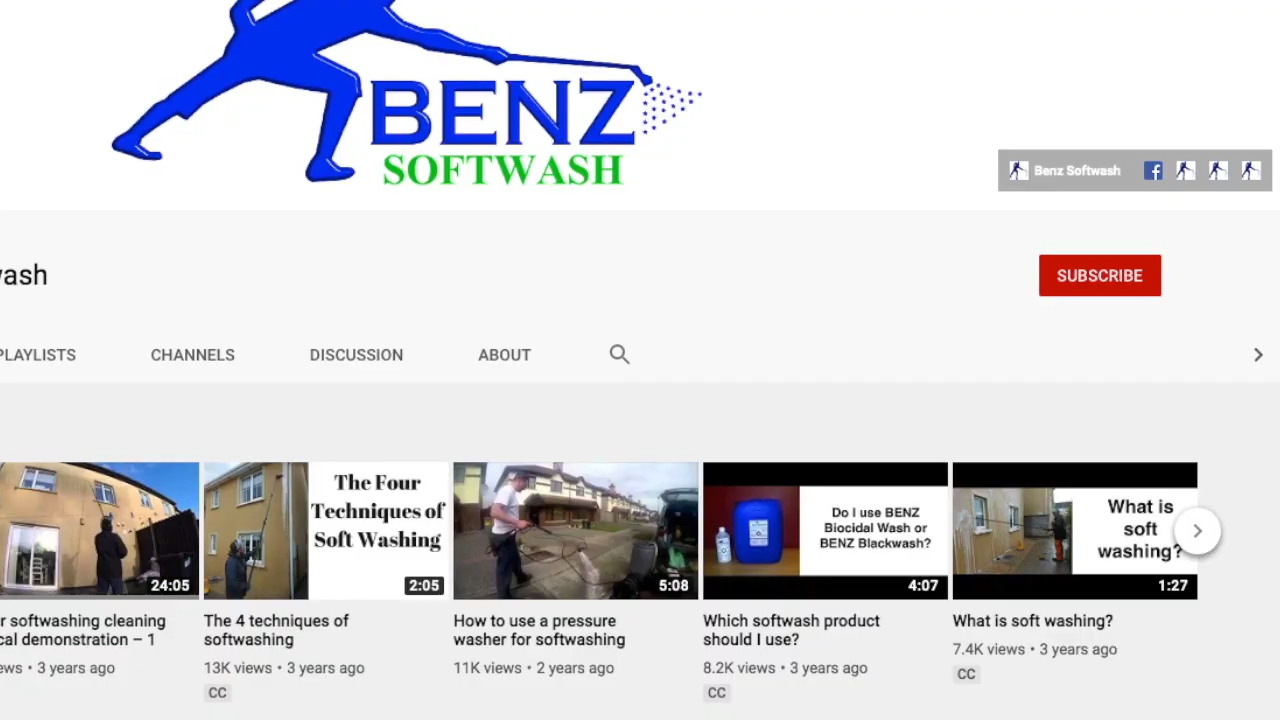 BENZ
SOFTWASH
Benz Softwash
SUBSCRIBE
PLAYLISTS
CHANNELS
DISCUSSION
ABOUT
24:05
The Four
Techniques of
Soft Washing
2:05
5:08
Do I use BENZ
Biocidal Wash or
BENZ Blackwash?
4:07
What is
soft
washing?
1:27
softwashing cleaning
demonstration – 1
• 3 years ago
The 4 techniques of
softwashing
13K views • 3 years ago
CC
How to use a pressure
washer for softwashing
11K views • 2 years ago
Which softwash product
should I use?
8.2K views • 3 years ago
CC
What is soft washing?
7.4K views • 3 years ago
CC